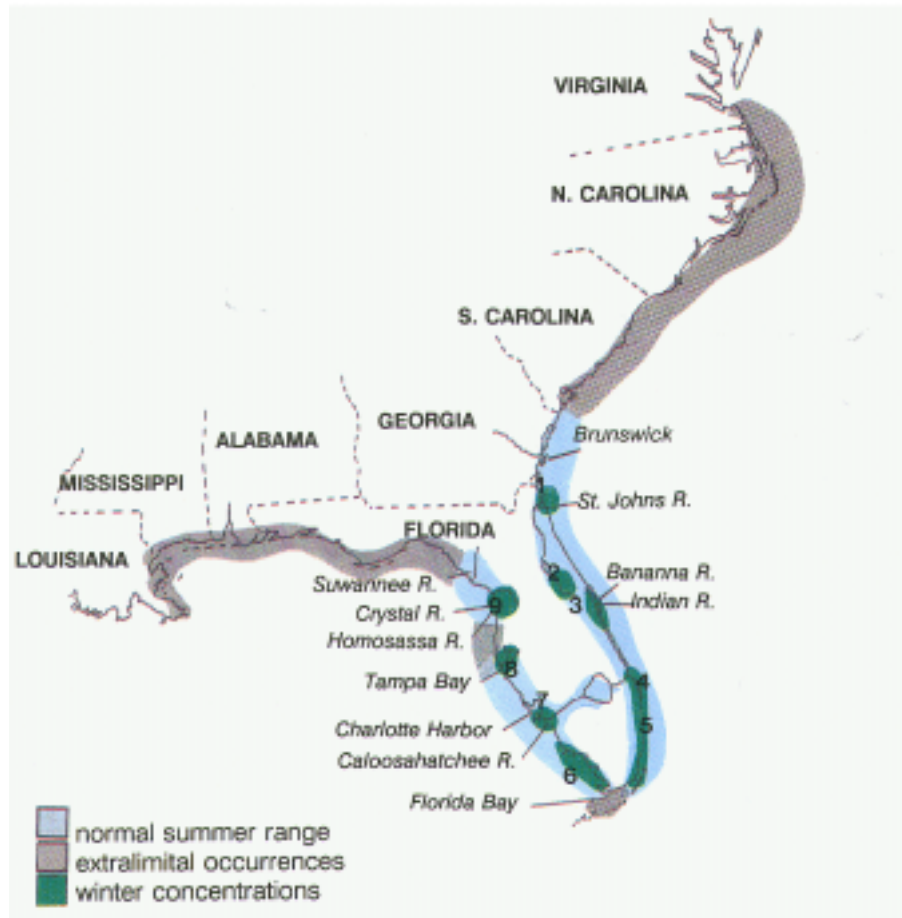 VIRGINIA
N. CAROLINA
S. CAROLINA
GEORGIA
ALABAMA
MISSISSIPPI
LOUISIANA
FLORIDA
Brunswick
1
St. Johns R.
2
Bananna R.
3
Indian R.
Suwannee R.
9
Crystal R.
Homosassa R.
8
Tampa Bay
4
7
5
Charlotte Harbor
Caloosahatchee R.
6
Florida Bay
normal summer range
extralimital occurrences
winter concentrations